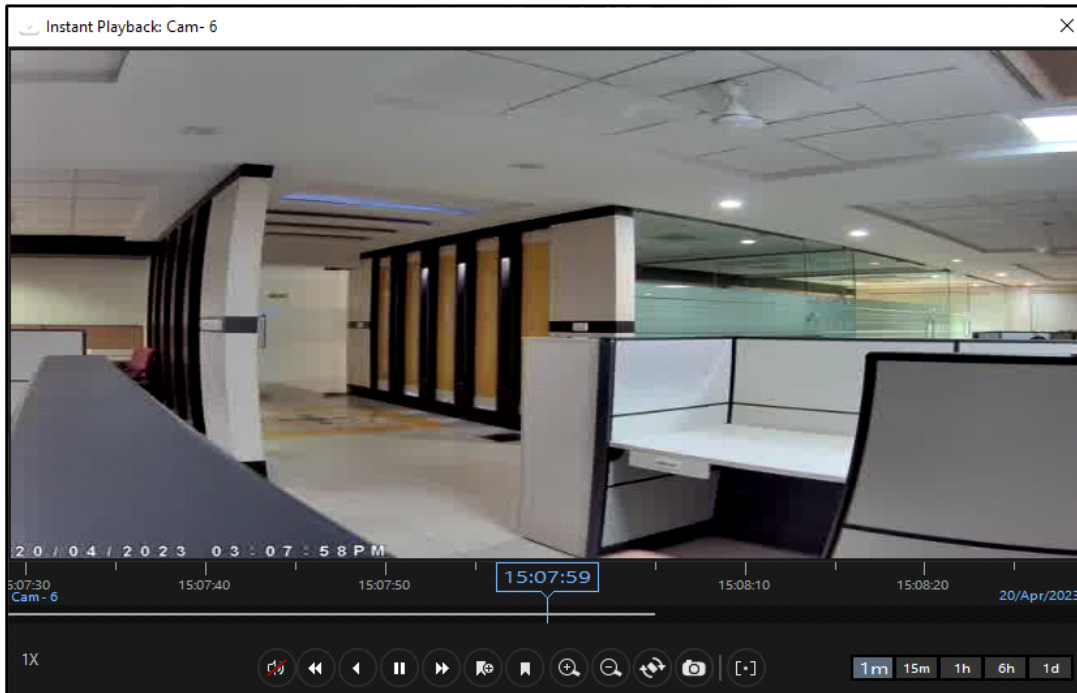 Instant Playback: Cam- 6
20/04/2023 03:07:58PM
5:07:30 15:07:40 15:07:50 15:07:59 15:08:10 15:08:20
Cam - 6 20/Apr/2023
1X 1m 15m 1h 6h 1d